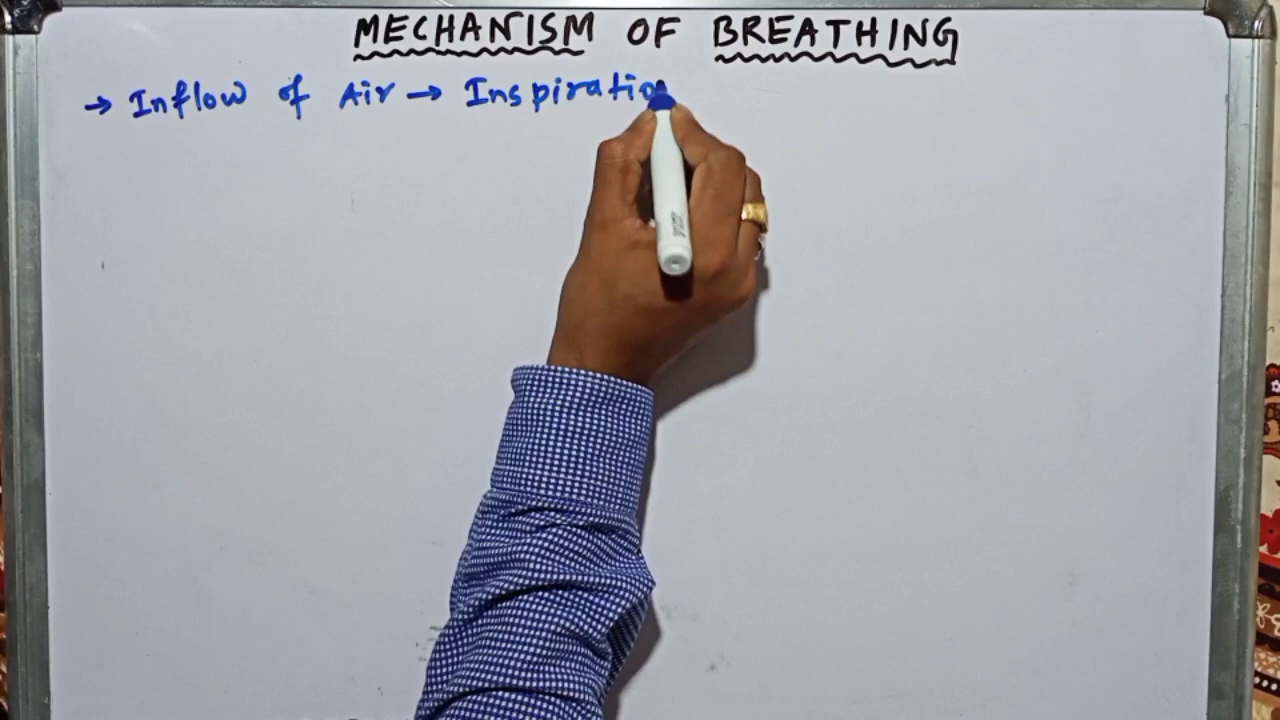 MECHANISM OF BREATHING
→ Inflow of Air → Inspiratio